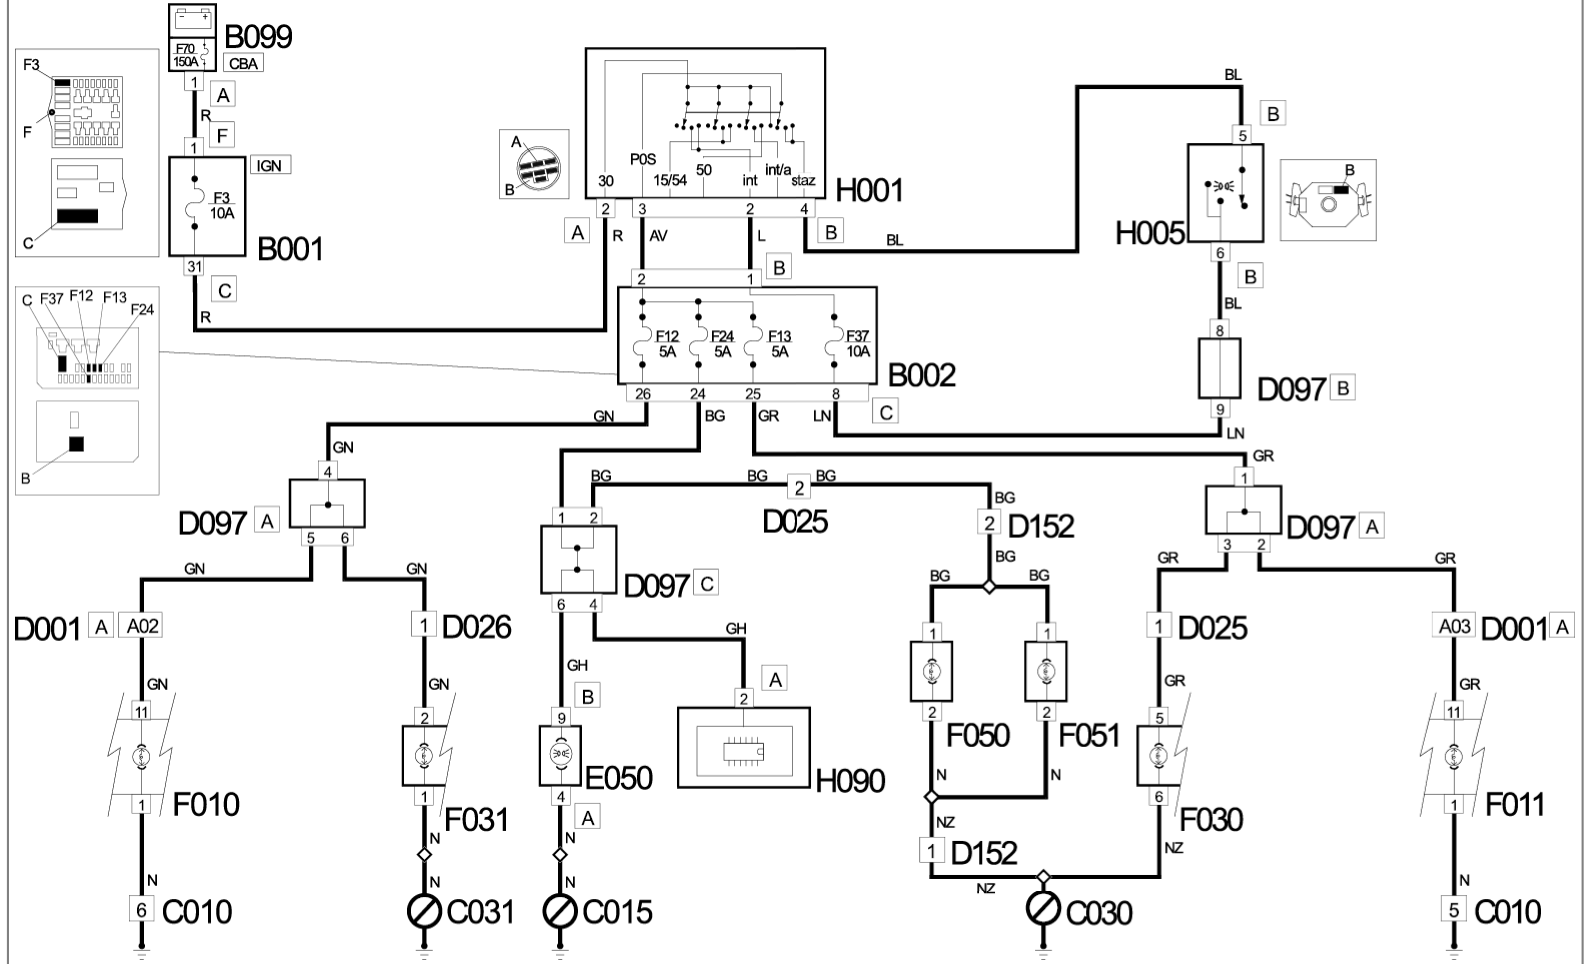 − +
F70
150A
B099
CBA
1
A
R
F
1
IGN
F3
10A
B001
31
C
R
F3
F
C
C F37 F12 F13
F24
B
A
B
P0S
30
15/54
50
int
int/a
staz
H001
2 3 2 4
A R AV L B
BL
BL
B
5
H005
B
6
B
BL
8
D097 B
9
LN
B
2 1
F12
5A
F24
5A
F13
5A
F37
10A
B002
26 24 25 8
C
GN BG GR LN
GN
4
D097 A
5 6
GN GN
D001 A A02
1 D026
GN GN
11
2
F010
1
F031
1
N
N
N
6 C010
C031
BG BG 2 BG
D025
BG
2 D152
BG
BG BG
1 2
D097 C
6 4
GH
GH
B
9
E050
4
A
N
N
C015
A
2
H090
1 1
2 F050
2 F051
N N
NZ
1 D152
NZ
C030
GR
1
D097 A
3 2
GR GR
1 D025
A03 D001 A
GR GR
5
11
6 F030
1 F011
NZ
N
5 C010